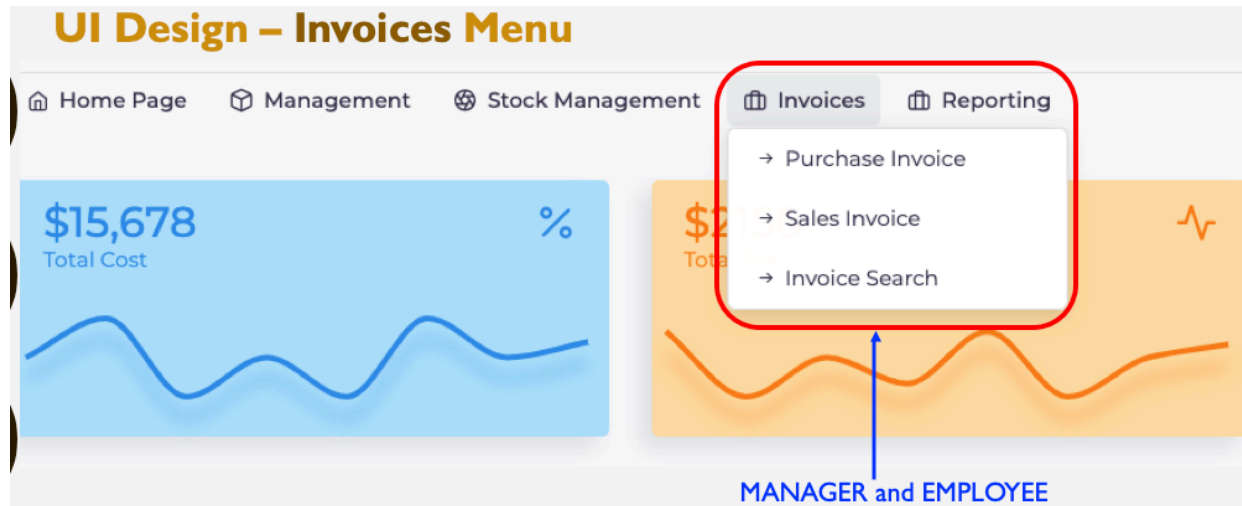 UI Design – Invoices Menu
Home Page Management Stock Management Invoices Reporting
→ Purchase Invoice
→ Sales Invoice
→ Invoice Search
$15,678
Total Cost
%
MANAGER and EMPLOYEE